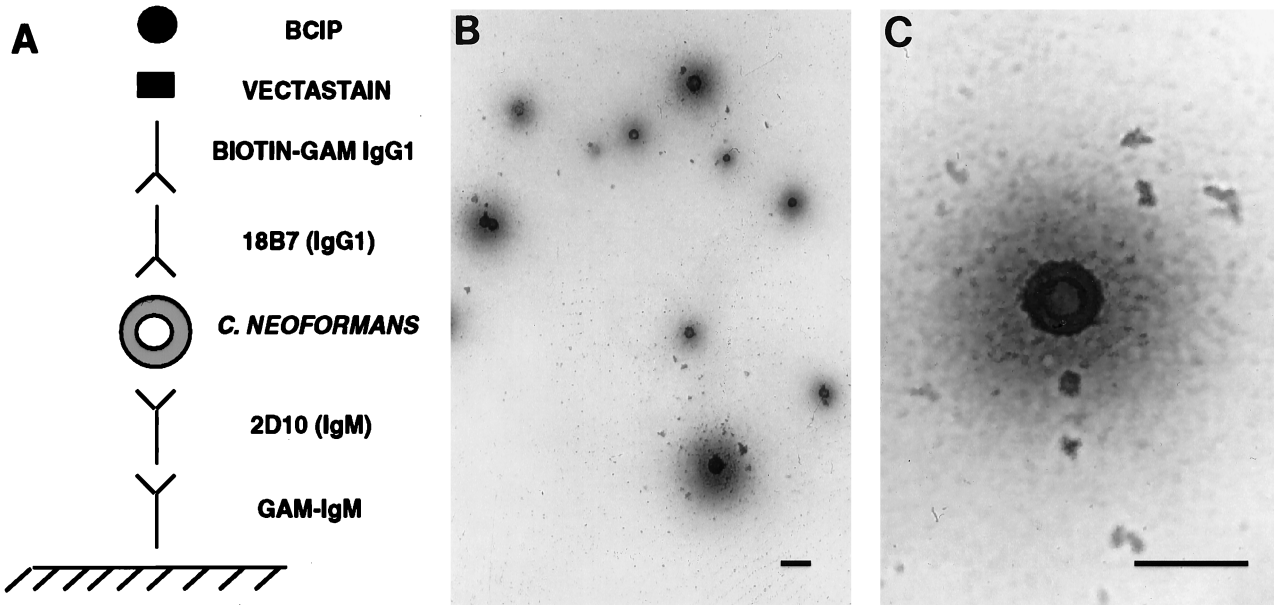 A
BCIP
VECTASTAIN
BIOTIN-GAM IgG1
18B7 (IgG1)
C. NEOFORMANS
2D10 (IgM)
GAM-IgM
B
C